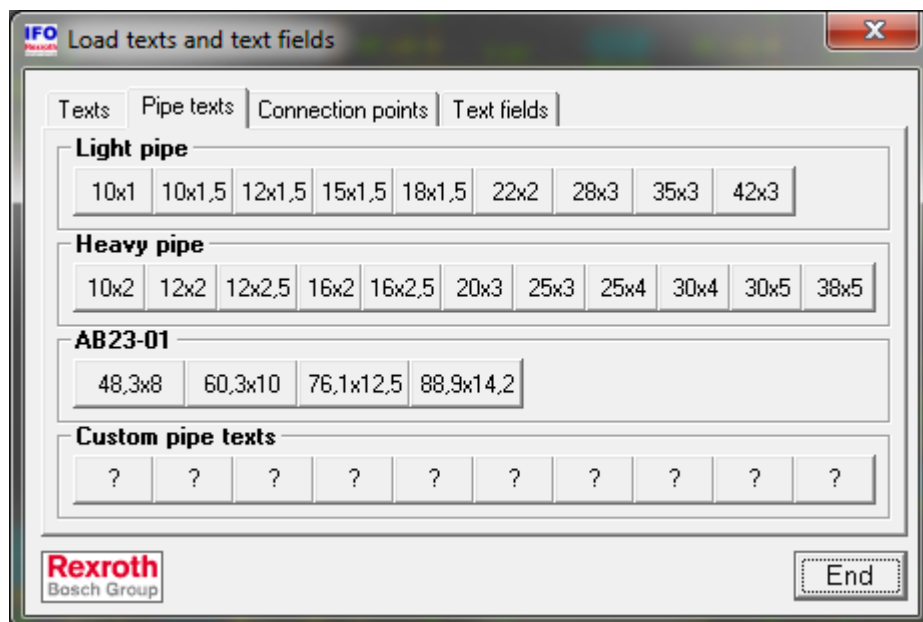 IFO
Rexroth
Load texts and text fields
x
Texts Pipe texts Connection points Text fields
Light pipe
10x1 10x1,5 12x1,5 15x1,5 18x1,5 22x2 28x3 35x3 42x3
Heavy pipe
10x2 12x2 12x2,5 16x2 16x2,5 20x3 25x3 25x4 30x4 30x5 38x5
AB23-01
48,3x8 60,3x10 76,1x12,5 88,9x14,2
Custom pipe texts
? ? ? ? ? ? ? ? ? ?
Rexroth
Bosch Group
End